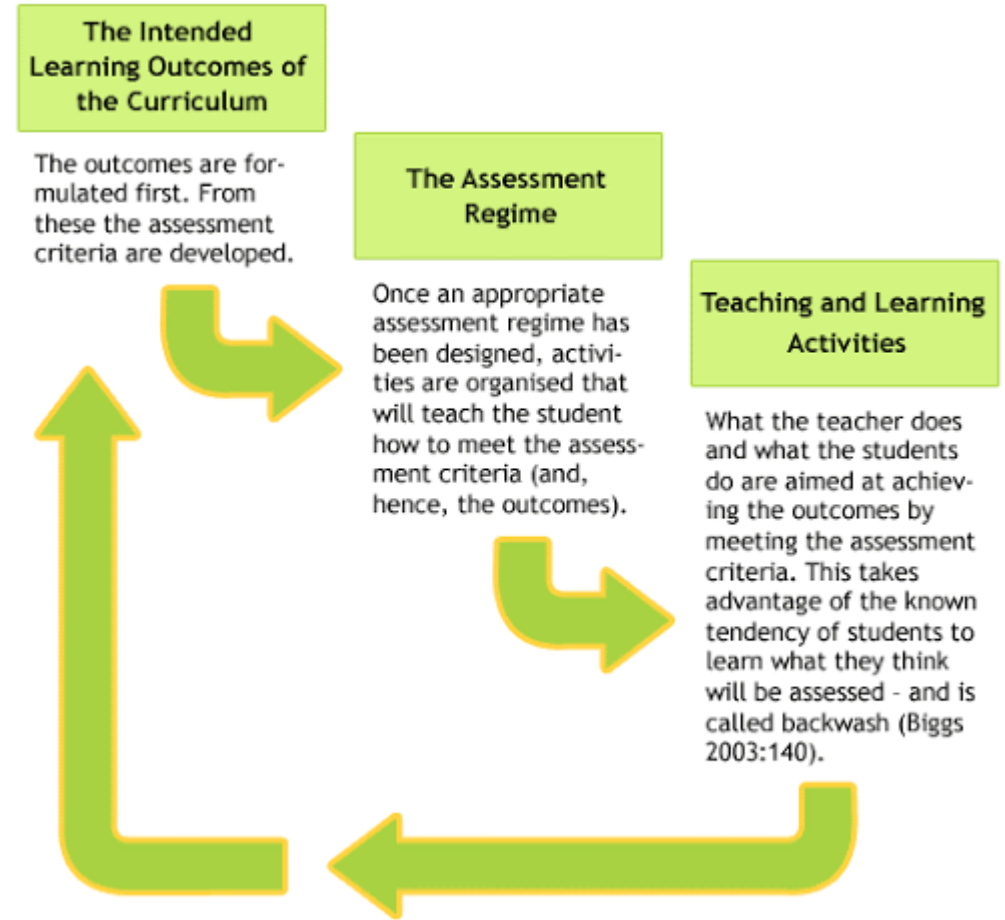 The Intended
Learning Outcomes of
the Curriculum
The outcomes are for-
mulated first. From
these the assessment
criteria are developed.
The Assessment
Regime
Once an appropriate
assessment regime has
been designed, activi-
ties are organised that
will teach the student
how to meet the assess-
ment criteria (and,
hence, the outcomes).
Teaching and Learning
Activities
What the teacher does
and what the students
do are aimed at achiev-
ing the outcomes by
meeting the assessment
criteria. This takes
advantage of the known
tendency of students to
learn what they think
will be assessed - and is
called backwash (Biggs
2003:140).